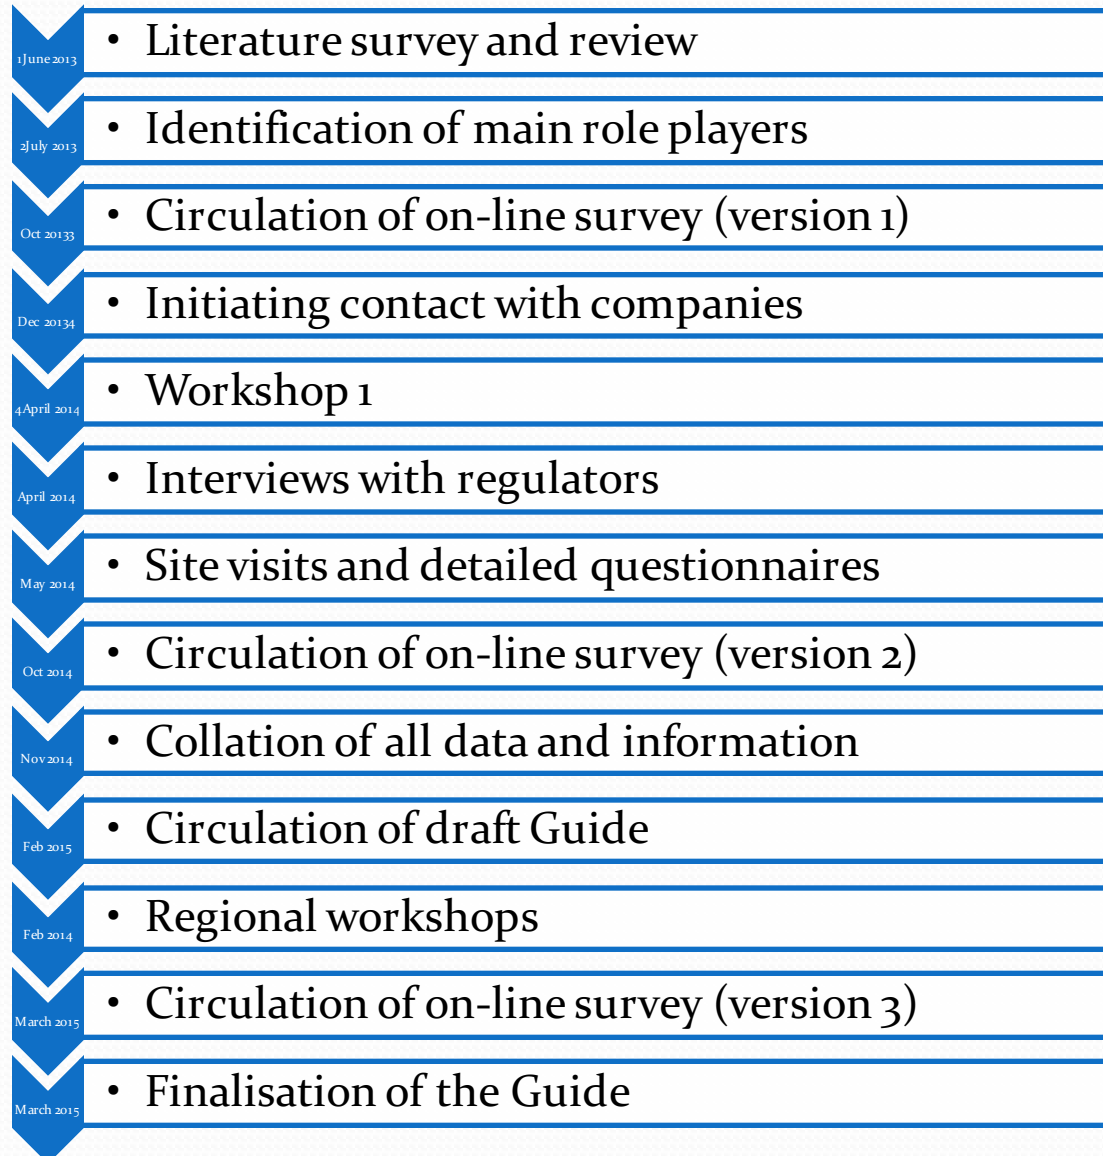 1June2013
• Literature survey and review
2July 2013
• Identification of main role players
Oct 20133
• Circulation of on-line survey (version 1)
Dec 20134
• Initiating contact with companies
4April 2014
• Workshop 1
April 2014
• Interviews with regulators
May 2014
• Site visits and detailed questionnaires
Oct 2014
• Circulation of on-line survey (version 2)
Nov2014
• Collation of all data and information
Feb 2015
• Circulation of draft Guide
Feb 2014
• Regional workshops
March 2015
• Circulation of on-line survey (version 3)
March 2015
• Finalisation of the Guide